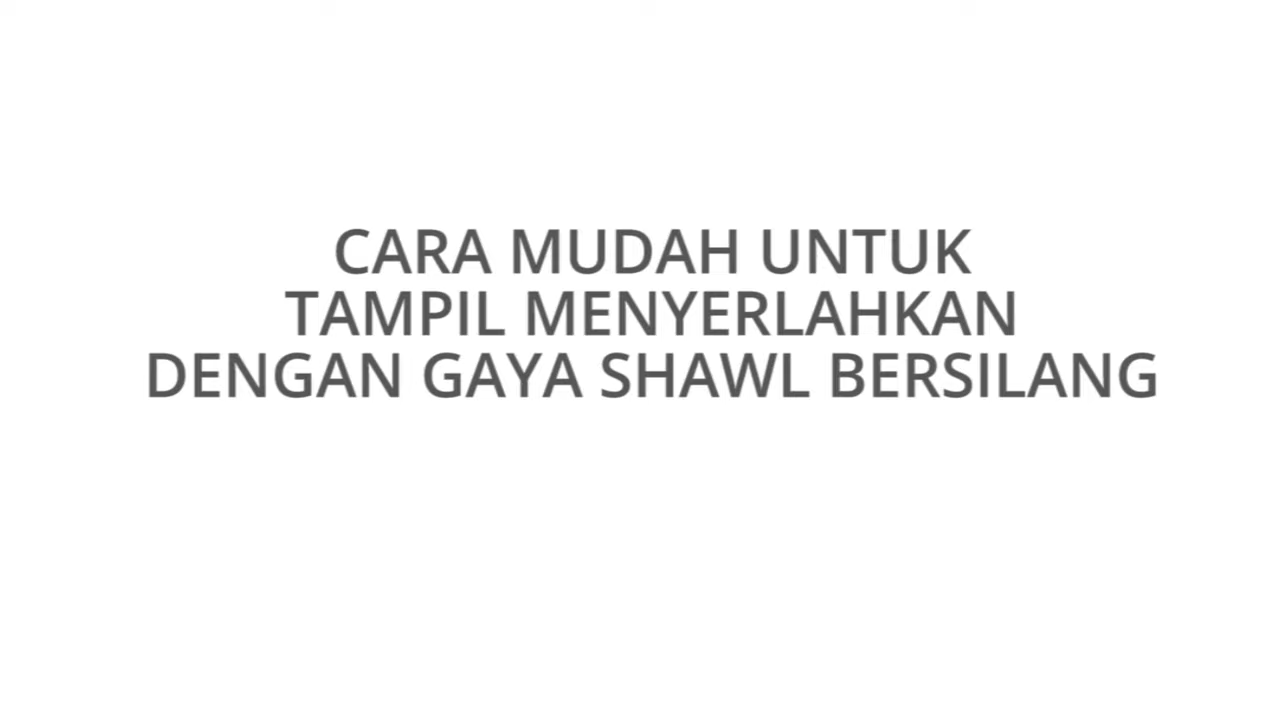 CARA MUDAH UNTUK
TAMPIL MENYERLAHKAN
DENGAN GAYA SHAWL BERSILANG